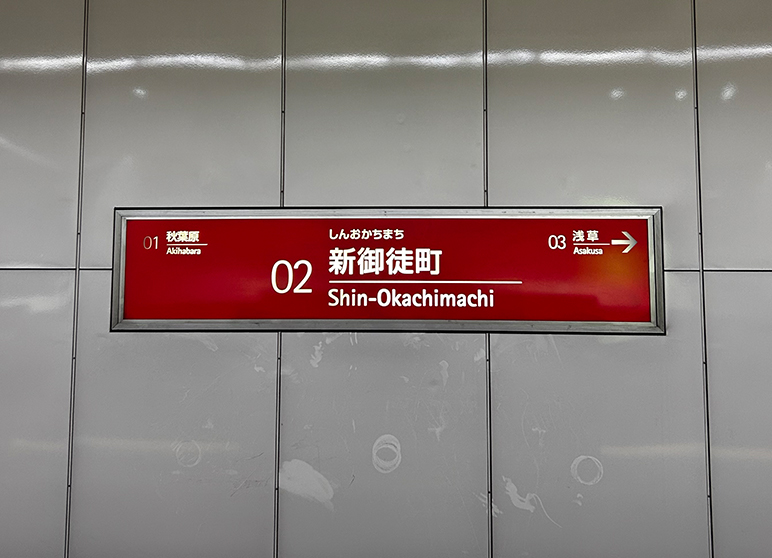 01 秋葉原
Akihabara
しんおかちまち
02 新御徒町
Shin-Okachimachi
03 浅草
Asakusa